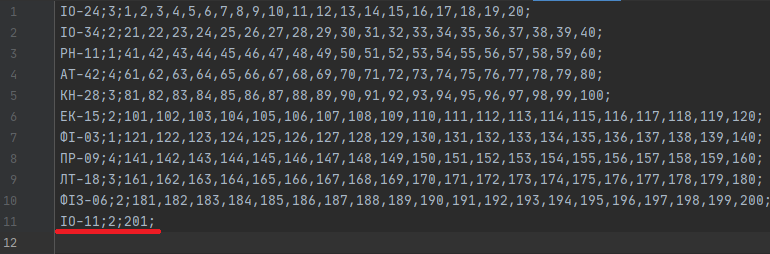 1 ІО-24;3;1,2,3,4,5,6,7,8,9,10,11,12,13,14,15,16,17,18,19,20;
2 ІО-34;2;21,22,23,24,25,26,27,28,29,30,31,32,33,34,35,36,37,38,39,40;
3 РН-11;1;41,42,43,44,45,46,47,48,49,50,51,52,53,54,55,56,57,58,59,60;
4 АТ-42;4;61,62,63,64,65,66,67,68,69,70,71,72,73,74,75,76,77,78,79,80;
5 КН-28;3;81,82,83,84,85,86,87,88,89,90,91,92,93,94,95,96,97,98,99,100;
6 ЕК-15;2;101,102,103,104,105,106,107,108,109,110,111,112,113,114,115,116,117,118,119,120;
7 ФІ-03;1;121,122,123,124,125,126,127,128,129,130,131,132,133,134,135,136,137,138,139,140;
8 ПР-09;4;141,142,143,144,145,146,147,148,149,150,151,152,153,154,155,156,157,158,159,160;
9 ЛТ-18;3;161,162,163,164,165,166,167,168,169,170,171,172,173,174,175,176,177,178,179,180;
10 ФІЗ-06;2;181,182,183,184,185,186,187,188,189,190,191,192,193,194,195,196,197,198,199,200;
11 ІО-11;2;201;
12